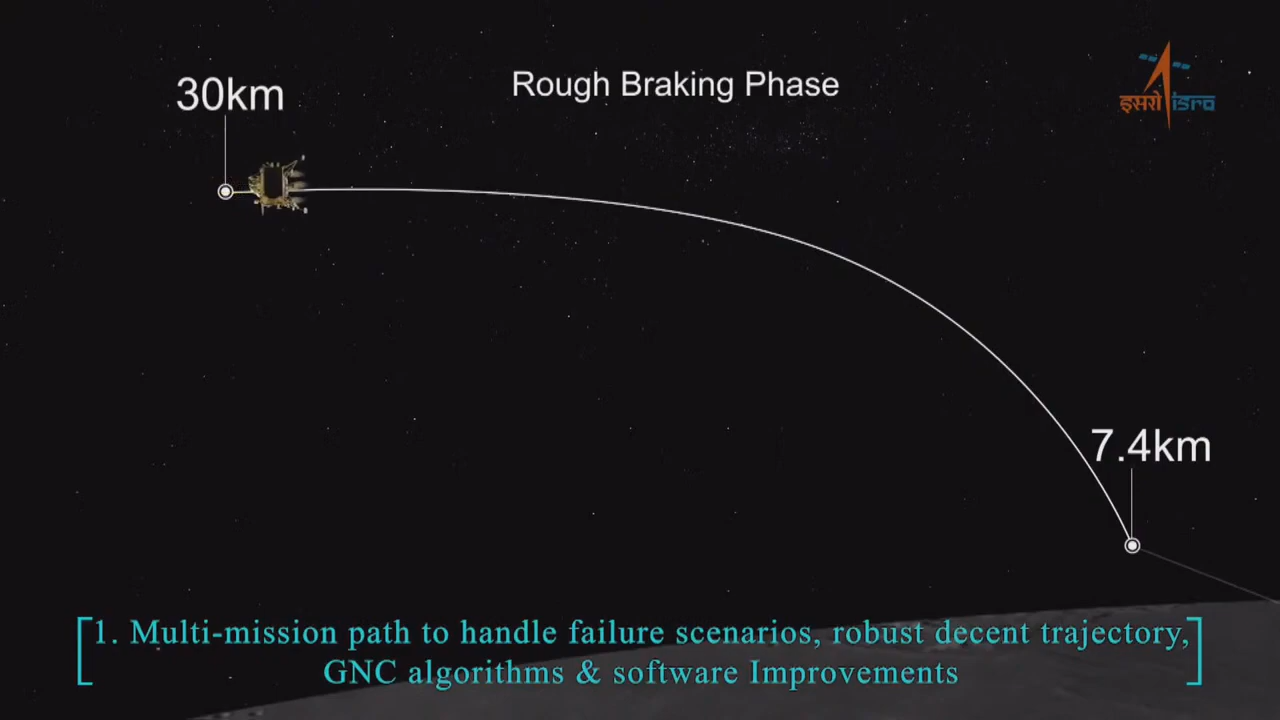 30km
Rough Braking Phase
इसरो isro
7.4km
1. Multi-mission path to handle failure scenarios, robust decent trajectory,
GNC algorithms & software Improvements